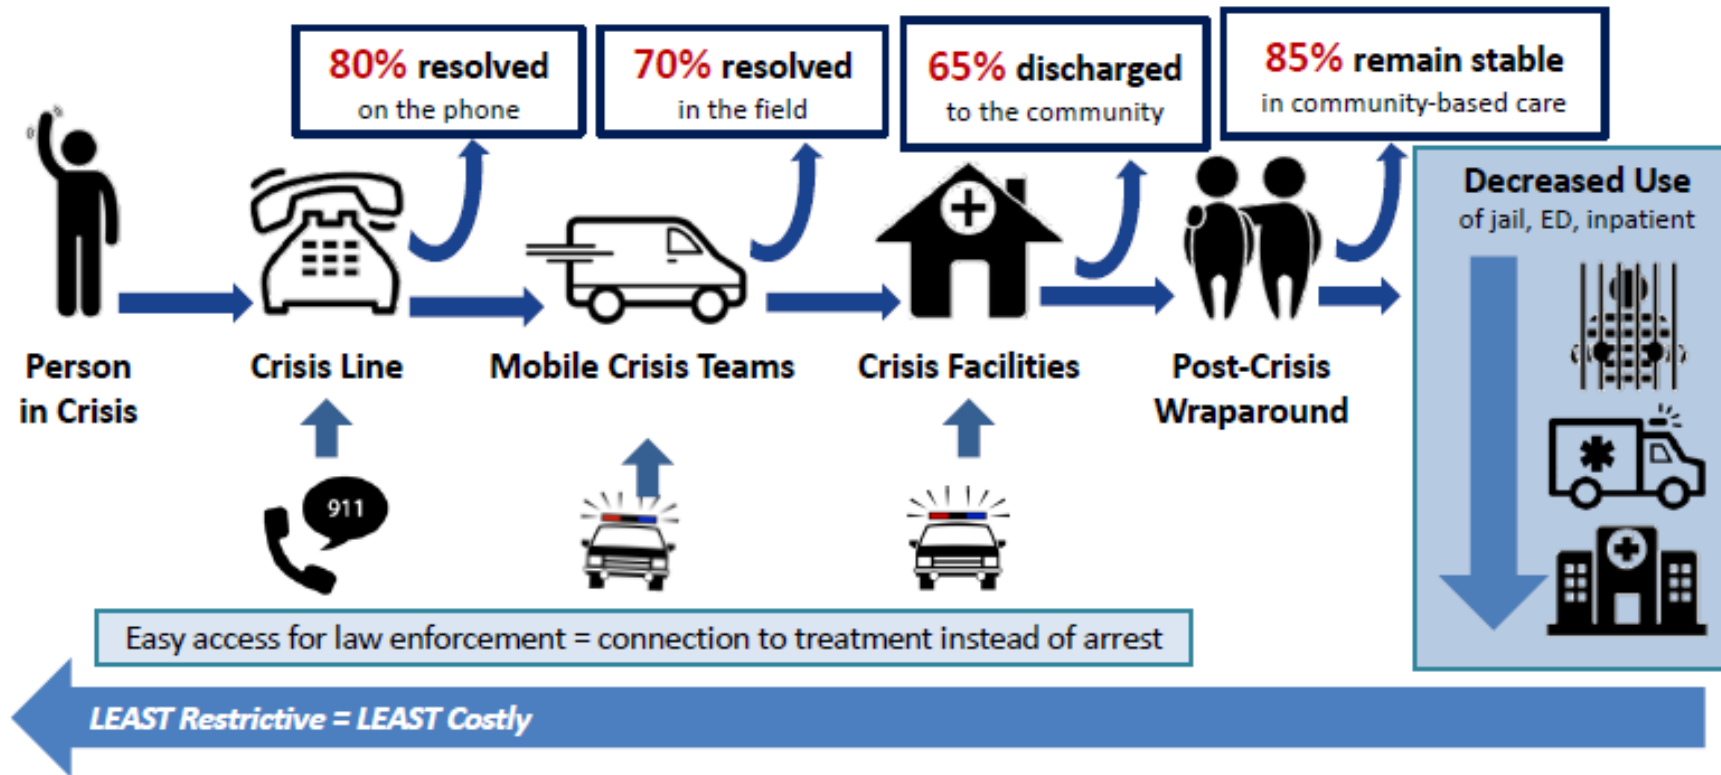 80% resolved
on the phone
70% resolved
in the field
65% discharged
to the community
85% remain stable
in community-based care
Decreased Use
of jail, ED, inpatient
Person
in Crisis
Crisis Line
Mobile Crisis Teams
Crisis Facilities
Post-Crisis
Wraparound
911
Easy access for law enforcement = connection to treatment instead of arrest
LEAST Restrictive = LEAST Costly